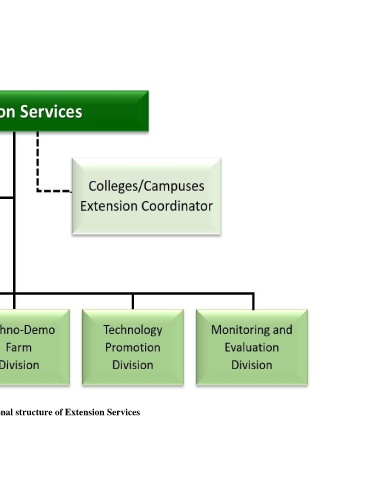 on Services
Colleges/Campuses
Extension Coordinator
hno-Demo
Farm
Division
Technology
Promotion
Division
Monitoring and
Evaluation
Division
nal structure of Extension Services